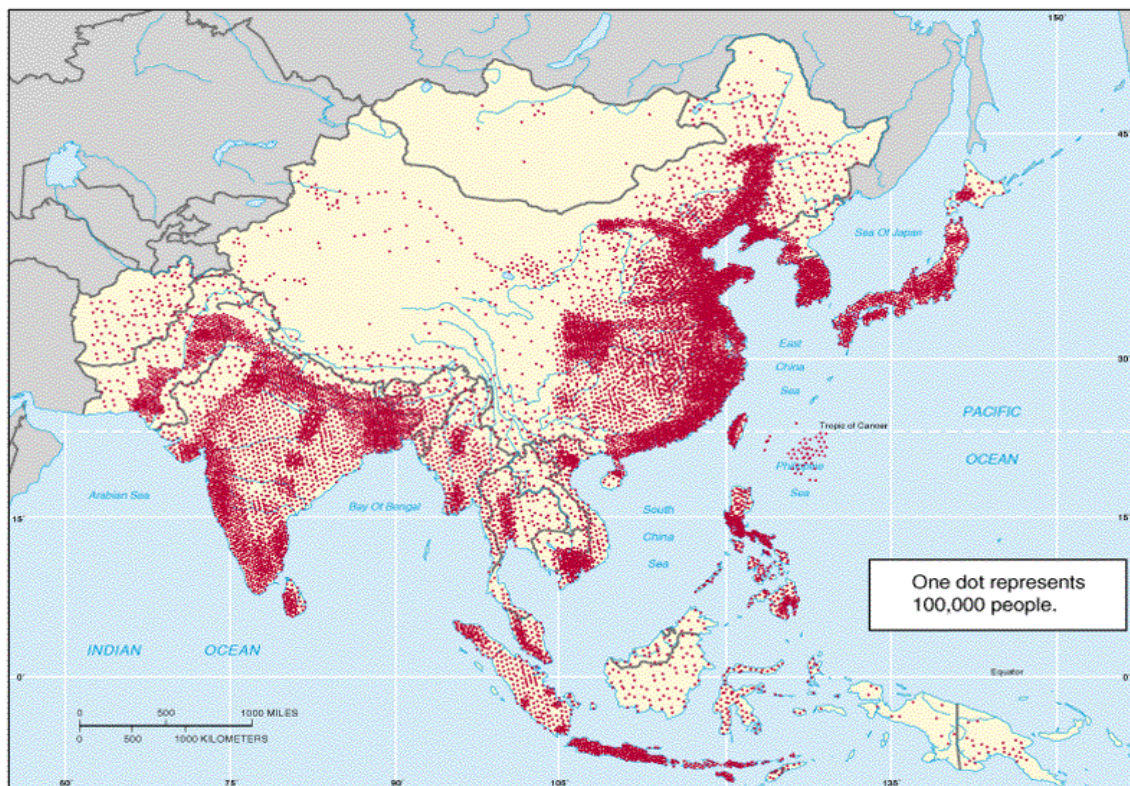 150°
45°
Sea Of Japan
30°
East
China
Sea
PACIFIC
Tropic of Cancer
OCEAN
Philippine
Sea
Arabian Sea
Bay Of Bengal
15°
South
China
Sea
15°
One dot represents
100,000 people.
INDIAN OCEAN
Equator
0°
0°
0 500 1000 MILES
0 500 1000 KILOMETERS
60°
75°
90°
105°
135°
150°